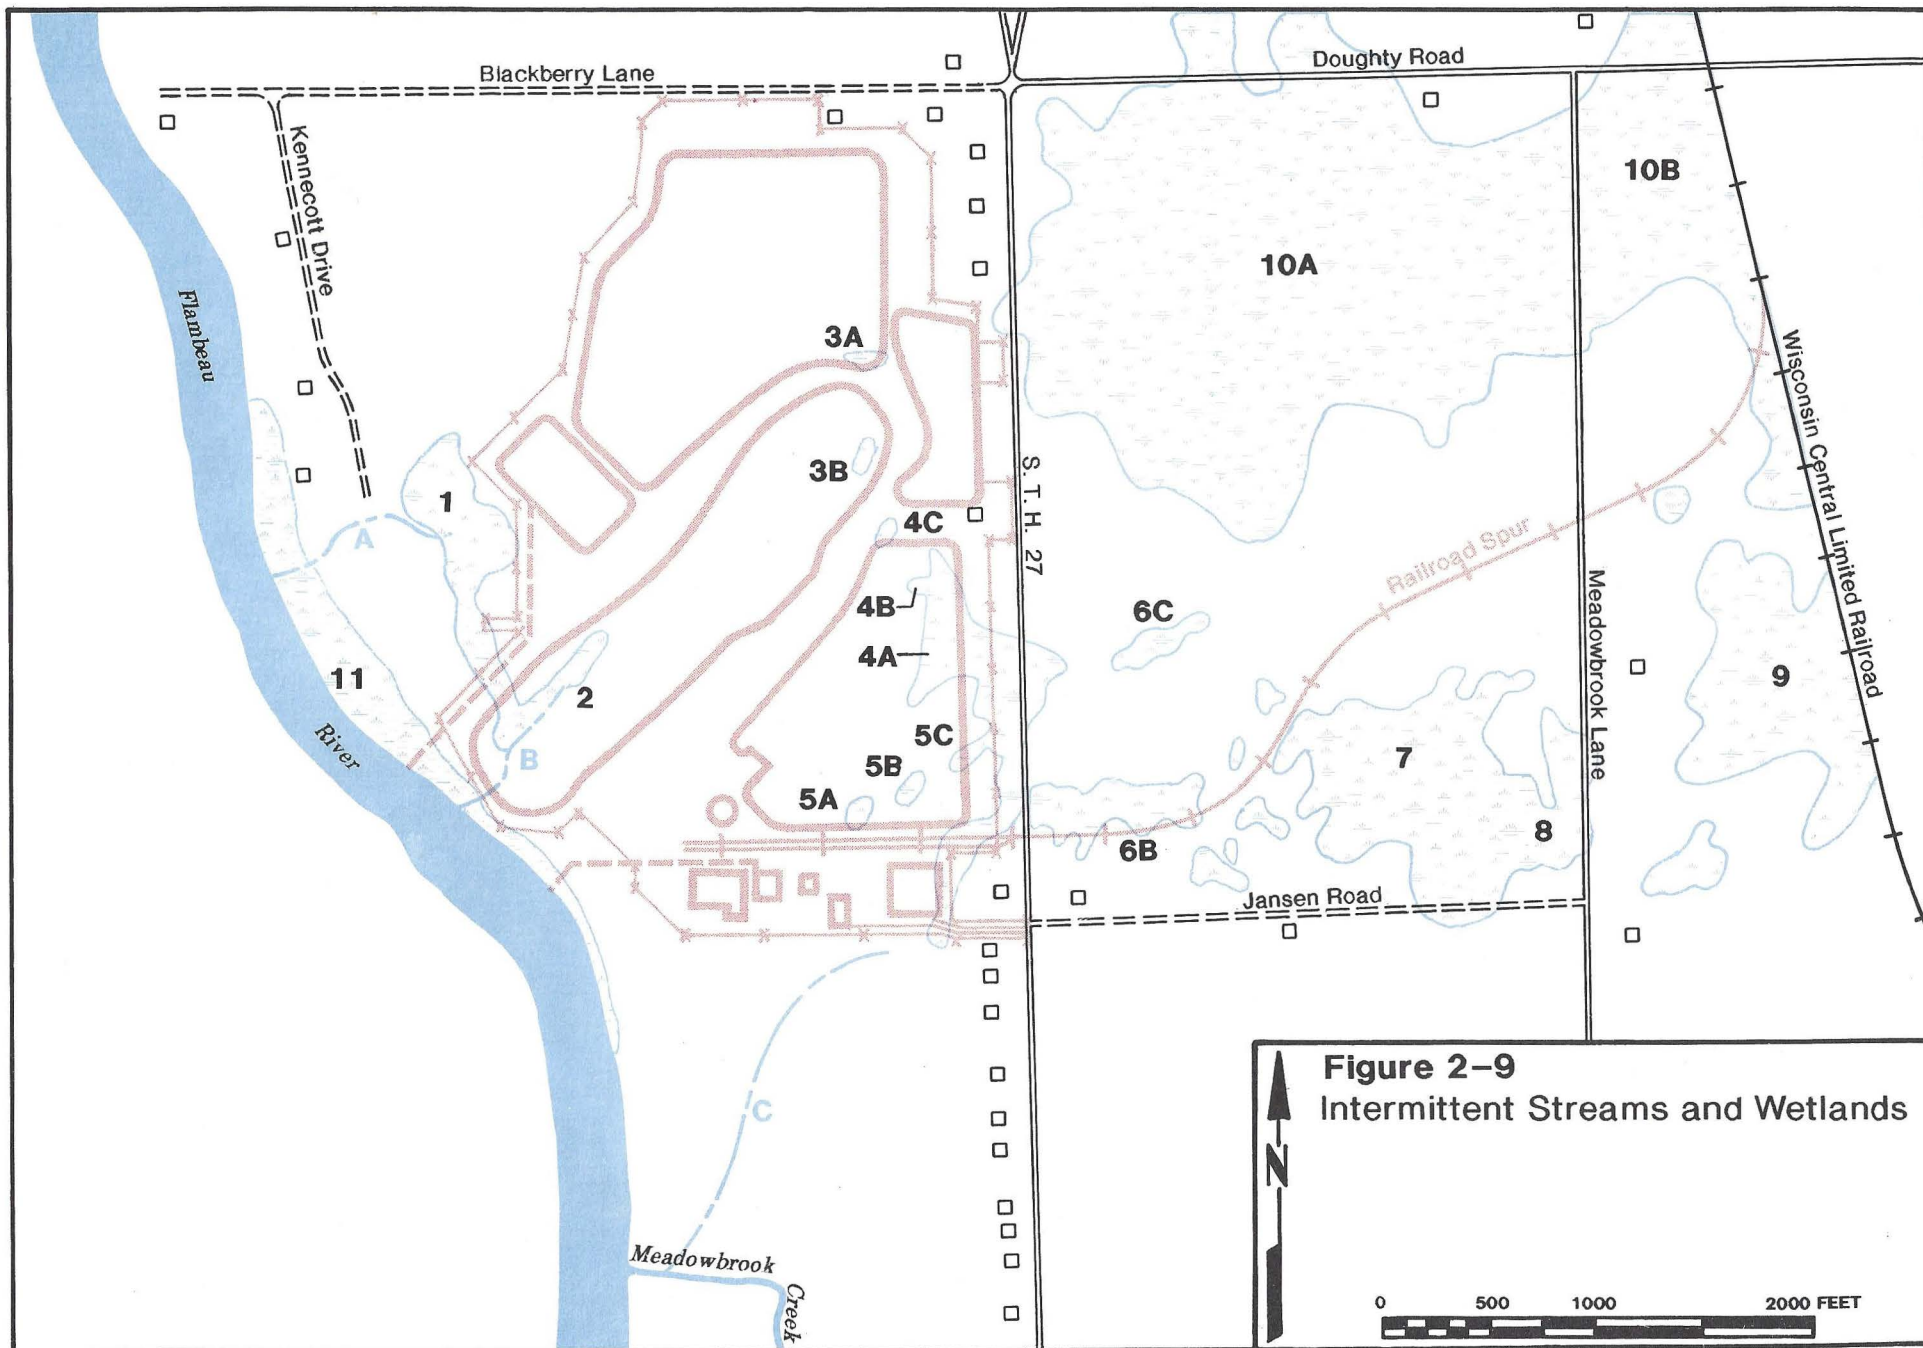 Blackberry Lane
Doughty Road
Kennecott Drive
10B
10A
Flambeau
3A
Wisconsin Central Limited Railroad
3B
1
S. T. H. 27
4C
A
Railroad Spur
4B
6C
Meadowbrook Lane
4A
11
2
9
River
B
5C
7
5B
5A
8
6B
Jansen Road
C
Figure 2-9
Intermittent Streams and Wetlands
N
Meadowbrook
Creek
0 500 1000 2000 FEET